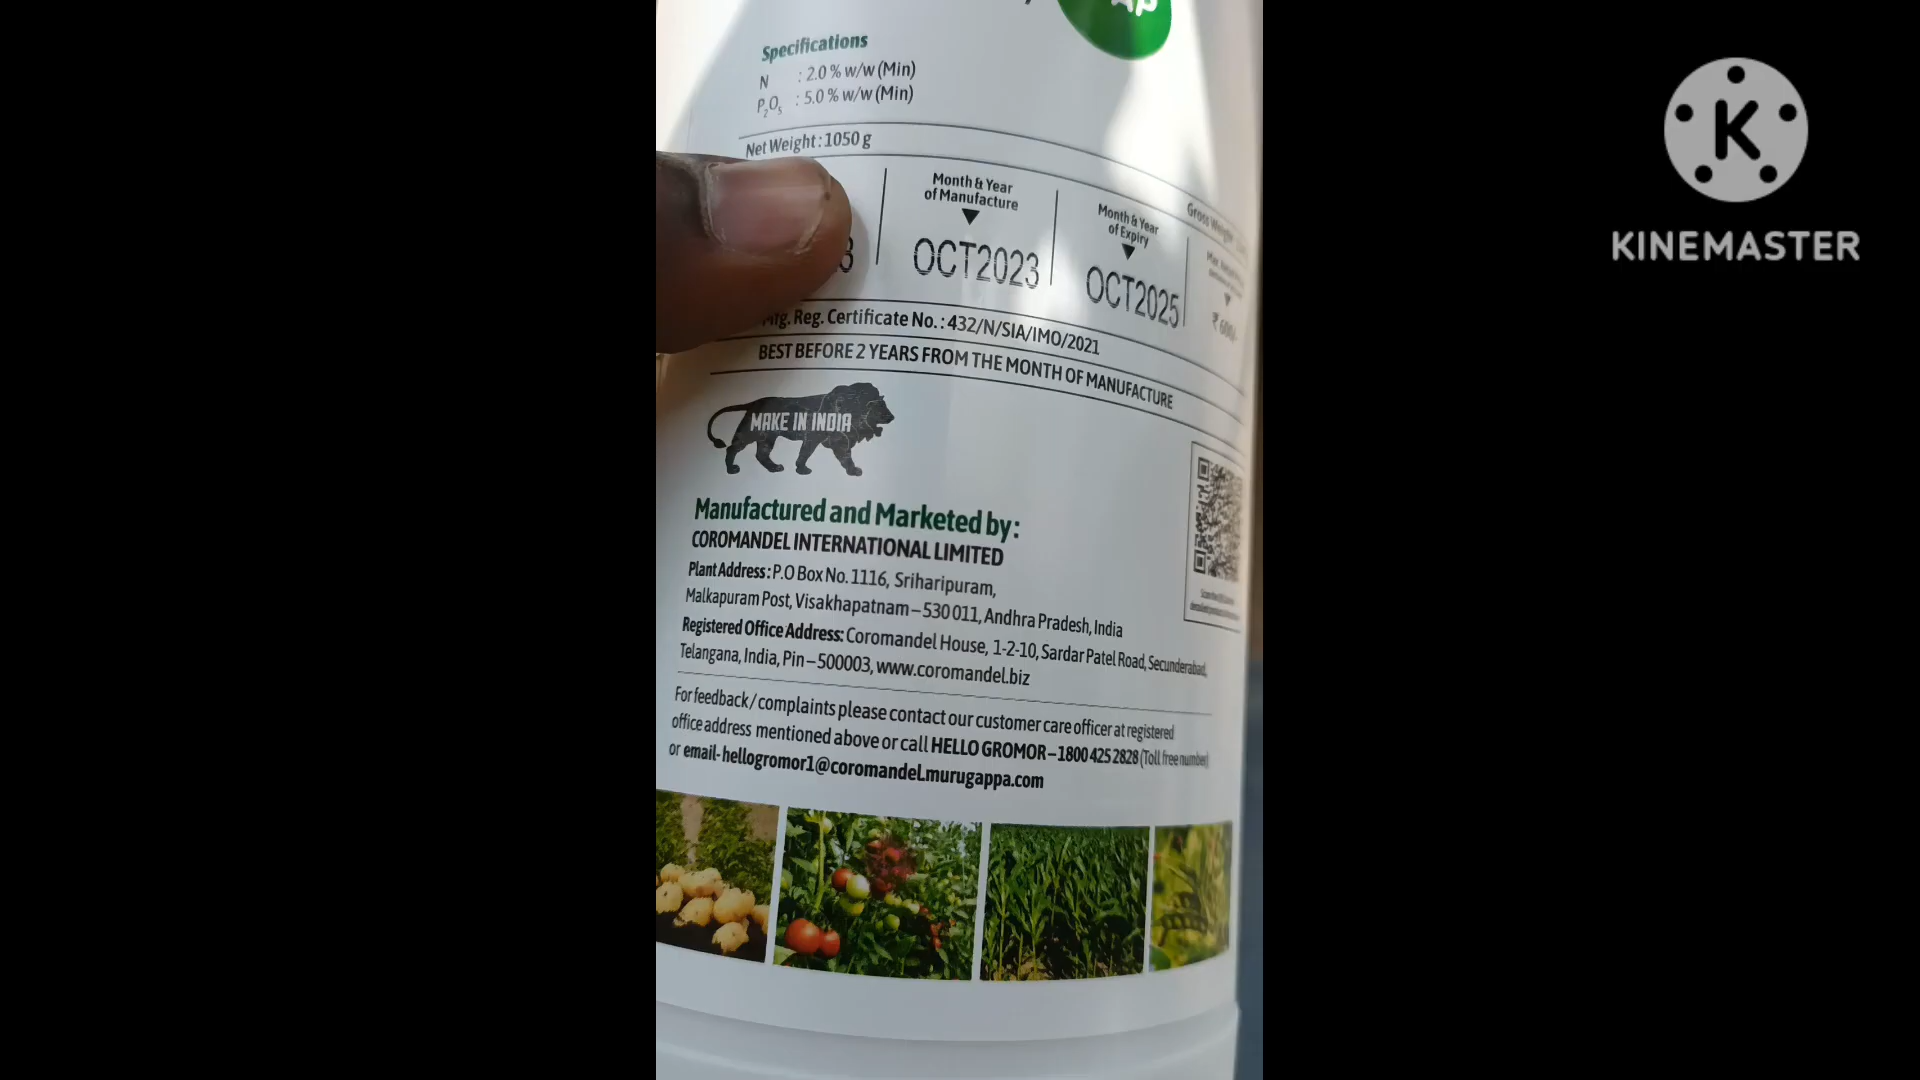 Specifications
N : 2.0 % w/w (Min)
P2O5 : 5.0 % w/w (Min)
Net Weight : 1050 g
Gross
Month & Year
of Manufacture
OCT2023
Month & Year
of Expiry
OCT2025
Mfg. Reg. Certificate No. : 432/N/SIA/IMO/2021
BEST BEFORE 2 YEARS FROM THE MONTH OF MANUFACTURE
MAKE IN INDIA
Manufactured and Marketed by :
COROMANDEL INTERNATIONAL LIMITED
Plant Address : P.O Box No. 1116, Sriharipuram,
Malkapuram Post, Visakhapatnam – 530 011, Andhra Pradesh, India
Registered Office Address: Coromandel House, 1-2-10, Sardar Patel Road, Secunderabad,
Telangana, India, Pin – 500003, www.coromandel.biz
For feedback / complaints please contact our customer care officer at registered
office address mentioned above or call HELLO GROMOR – 1800 425 2828 (Toll free number)
or email- hellogromor1@coromandel.murugappa.com
K
KINEMASTER